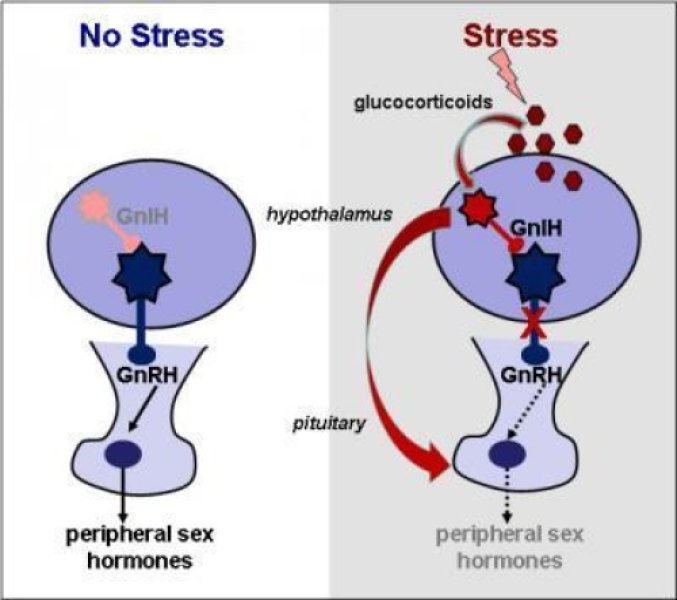 No Stress
Stress
glucocorticoids
GnIH
hypothalamus
GnIH
GnRH
GnRH
pituitary
peripheral sex
hormones
peripheral sex
hormones